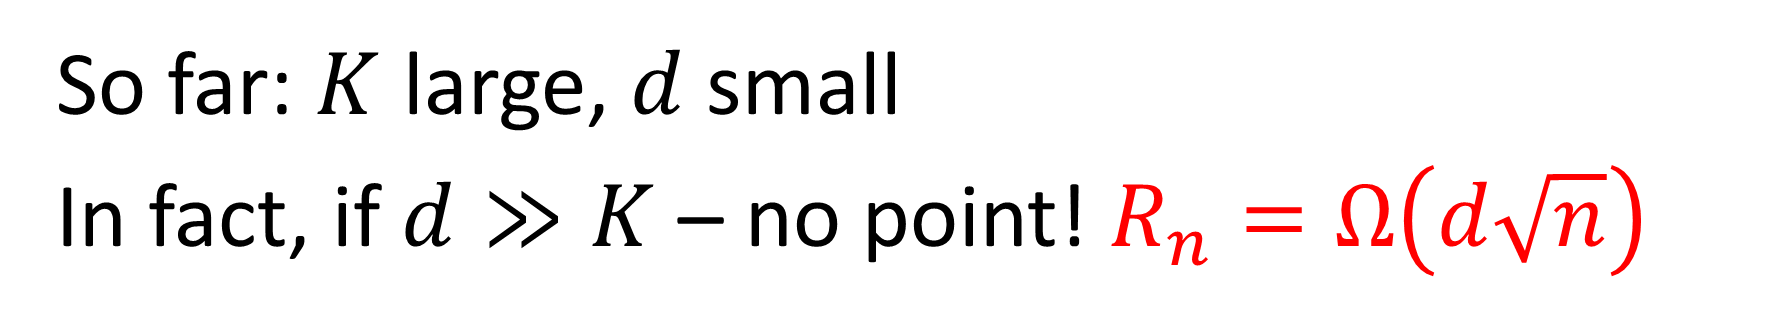 So far: K large, d small
In fact, if d ≫ K – no point! Rₙ = Ω(d√n)